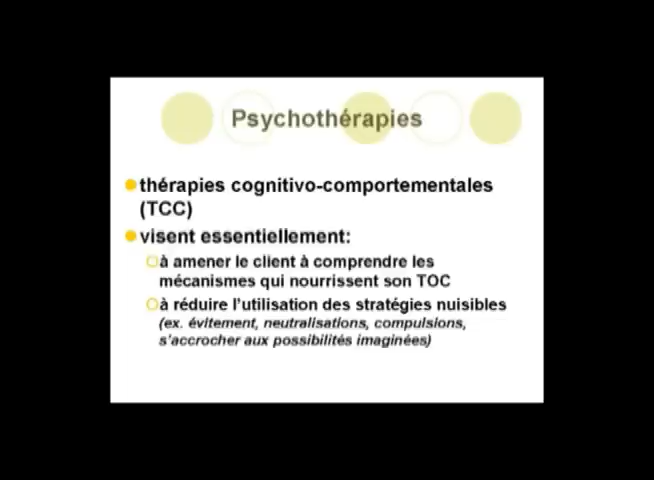 Psychothérapies
thérapies cognitivo-comportementales
(TCC)
visent essentiellement:
à amener le client à comprendre les
mécanismes qui nourrissent son TOC
à réduire l'utilisation des stratégies nuisibles
(ex. évitement, neutralisations, compulsions,
s'accrocher aux possibilités imaginées)